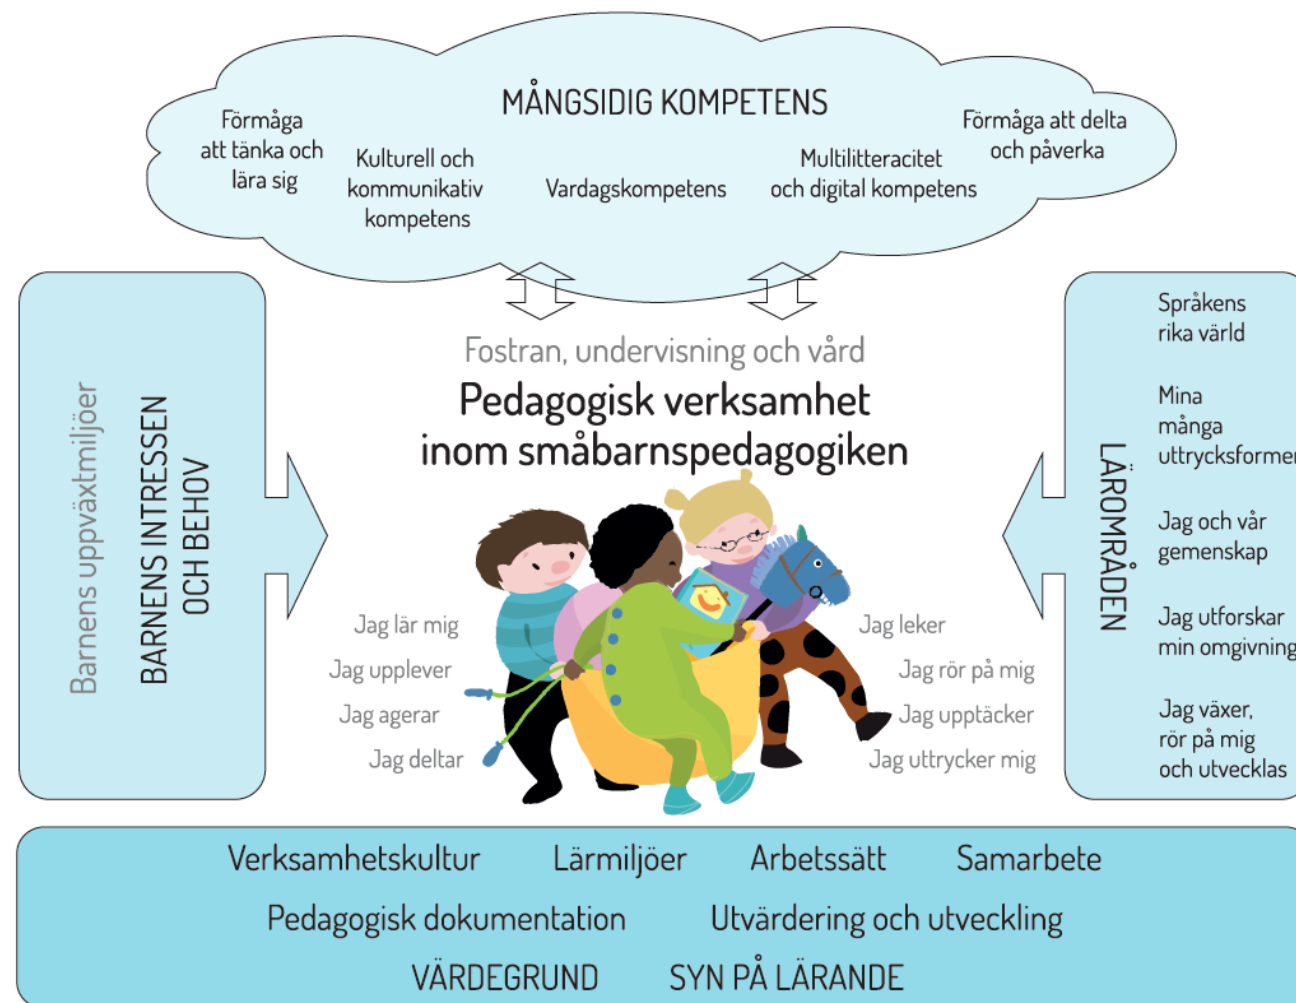 MÅNGSIDIG KOMPETENS
Förmåga
att tänka och
lära sig
Kulturell och
kommunikativ
kompetens
Vardagskompetens
Multilitteracitet
och digital kompetens
Förmåga att delta
och påverka
Barnens uppväxtmiljöer
BARNENS INTRESSEN
OCH BEHOV
Fostran, undervisning och vård
Pedagogisk verksamhet
inom småbarnspedagogiken
Jag lär mig
Jag upplever
Jag agerar
Jag deltar
Jag leker
Jag rör på mig
Jag upptäcker
Jag uttrycker mig
LÄROMRÅDEN
Språkens
rika värld
Mina
många
uttrycksformer
Jag och vår
gemenskap
Jag utforskar
min omgivning
Jag växer,
rör på mig
och utvecklas
Verksamhetskultur Lärmiljöer Arbetssätt Samarbete
Pedagogisk dokumentation Utvärdering och utveckling
VÄRDEGRUND SYN PÅ LÄRANDE